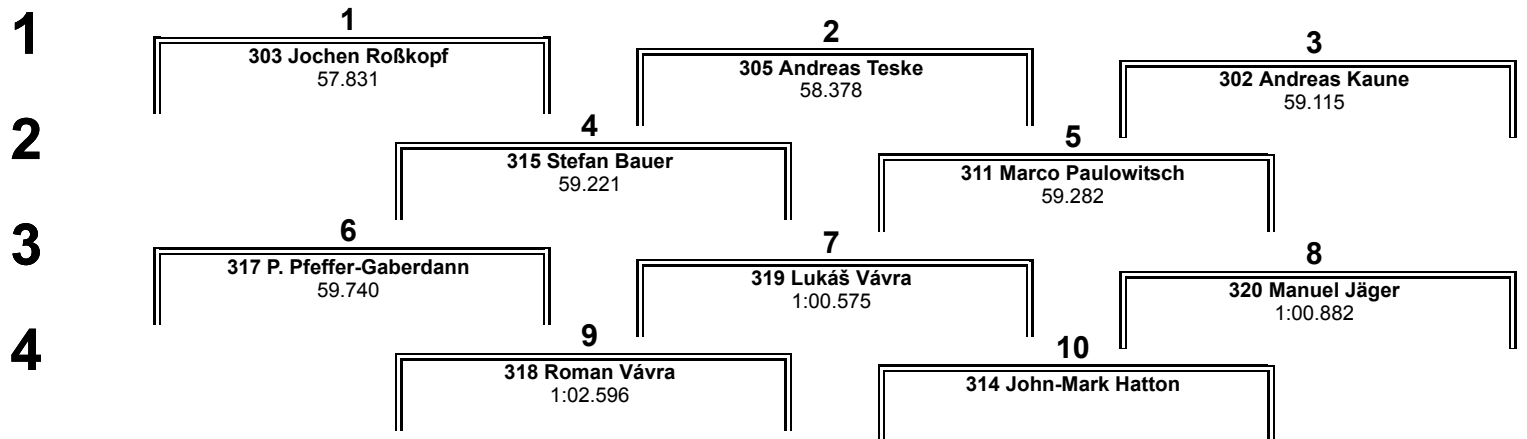 1
1
303 Jochen Roßkopf
57.831
2
305 Andreas Teske
58.378
3
302 Andreas Kaune
59.115
2
4
315 Stefan Bauer
59.221
5
311 Marco Paulowitsch
59.282
3
6
317 P. Pfeffer-Gaberdann
59.740
7
319 Lukáš Vávra
1:00.575
8
320 Manuel Jäger
1:00.882
4
9
318 Roman Vávra
1:02.596
10
314 John-Mark Hatton